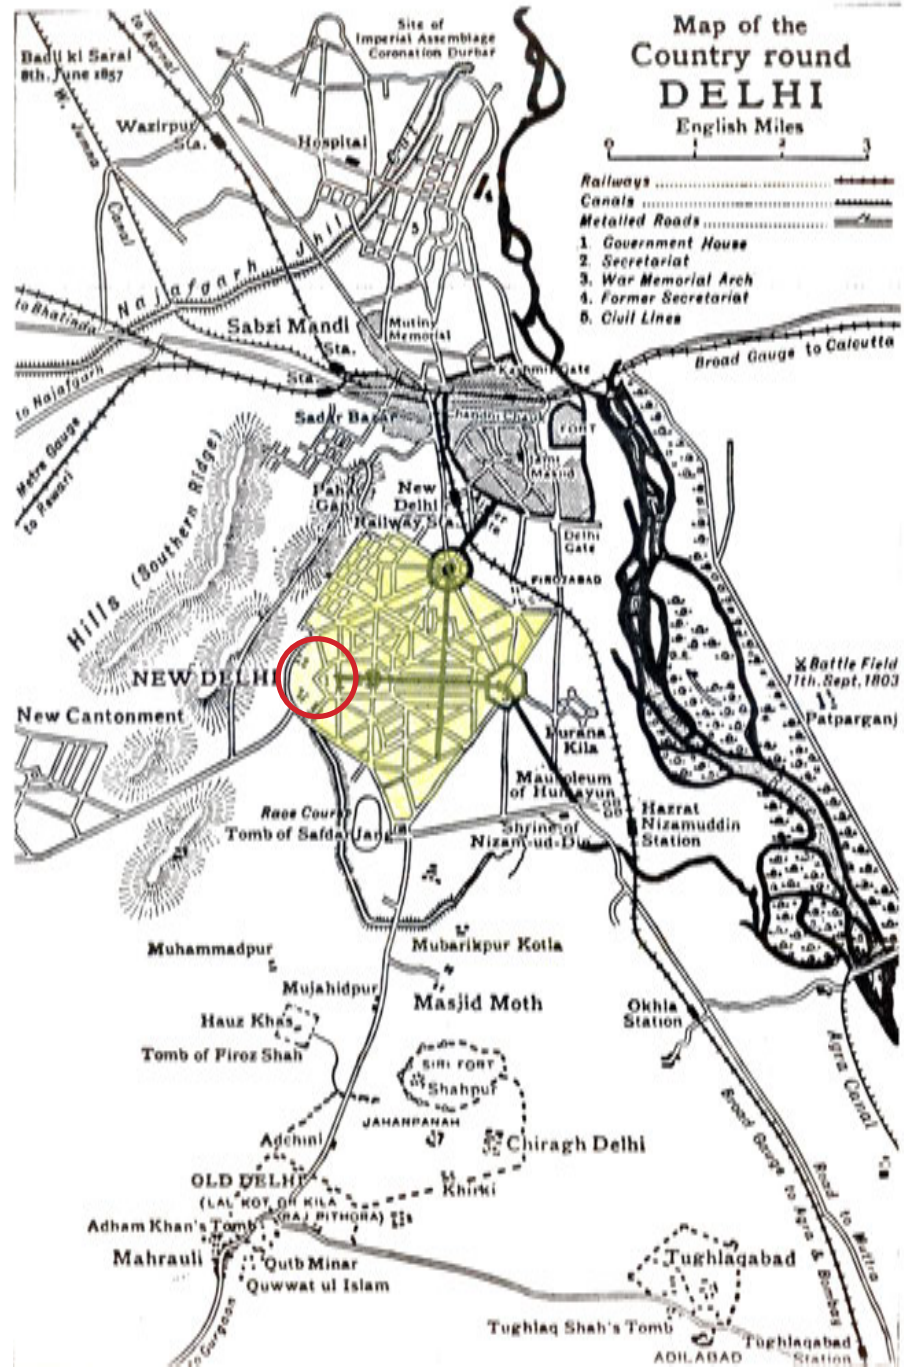 Map of the
Country round
DELHI
English Miles
0 1 2 3
Railways
Canals
Metalled Roads
1. Government House
2. Secretariat
3. War Memorial Arch
4. Former Secretariat
5. Civil Lines
to Karnal
Site of
Imperial Assemblage
Coronation Durbar
Badli ki Sarai
8th. June 1857
W. Jumna
Canal
Wazirpur
Sta.
Hospital
Cut
4
5
Najafgarh Jhil
to Bhatinda
Sabzi Mandi
Sta.
Mutiny
Memorial
Broad Gauge to Calcutta
Kashmir Gate
Sta.
to Najafgarh
Sadar Bazar
Chandni Chauk
FORT
Jami
Masjid
Metre Gauge
to Rewari
Hills (Southern Ridge)
Pahar
Ganj
New
Delhi
Railway Sta.
Delhi
Gate
FIROZABAD
NEW DELHI
Battle Field
11th. Sept. 1803
Patparganj
New Cantonment
Purana
Kila
Mausoleum
of Humayun
Race Course
Tomb of Safdar Jang
Shrine of
Nizam-ud-Din
Hazrat
Nizamuddin
Station
Muhammadpur
Mubarikpur Kotla
Mujahidpur
Masjid Moth
Hauz Khas
Okhla
Station
Tomb of Firoz Shah
SIRI FORT
Shahpur
Agra Canal
JAHANPANAH
Adchini
Chiragh Delhi
Broad Gauge to Agra & Bombay
Road to Muttra
OLD DELHI
(LAL KOT OR KILA
RAJ PITHORA)
Khirki
Adham Khan's Tomb
Mahrauli
Qutb Minar
Quwwat ul Islam
Tughlaqabad
to Gurgaon
Tughlaq Shah's Tomb
ADILABAD
Tughlaqabad
Station